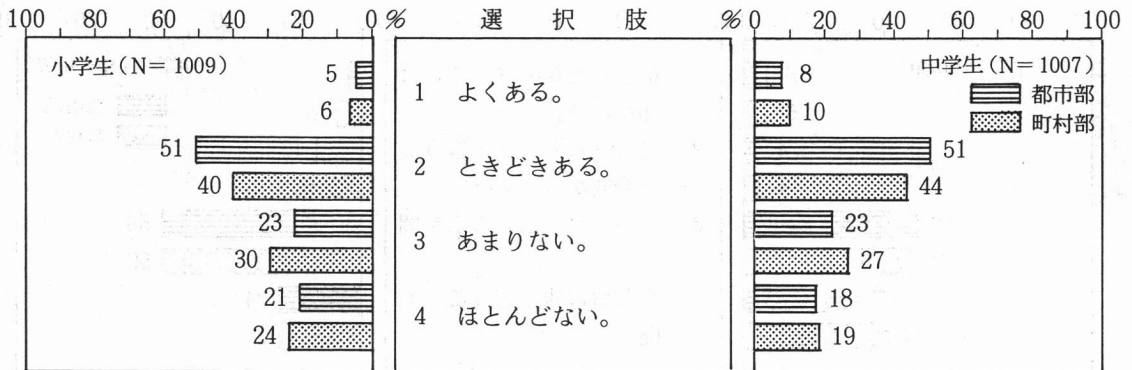 100 80 60 40 20 0 % 選択肢 % 0 20 40 60 80 100
小学生(N=1009)
中学生(N=1007)
都市部
町村部
5
6
1 よくある。
8
10
51
40
2 ときどきある。
51
44
23
30
3 あまりない。
23
27
21
24
4 ほとんどない。
18
19